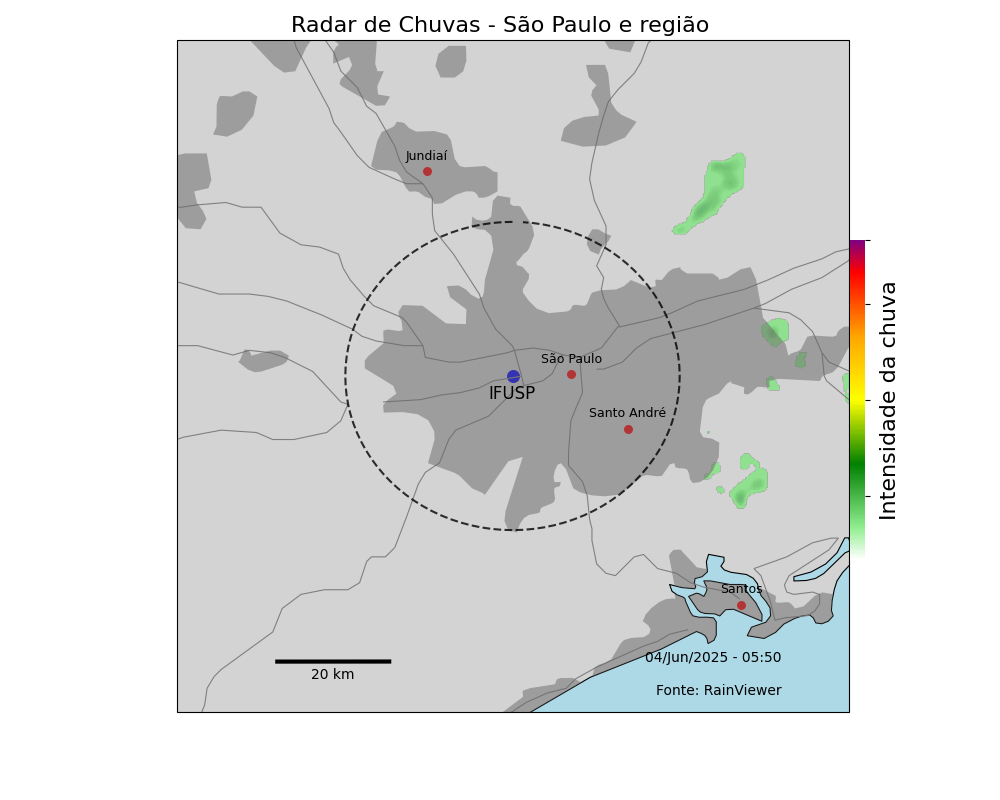 Radar de Chuvas - São Paulo e região
Jundiaí
São Paulo
IFUSP
Santo André
Intensidade da chuva
Santos
04/Jun/2025 - 05:50
20 km
Fonte: RainViewer